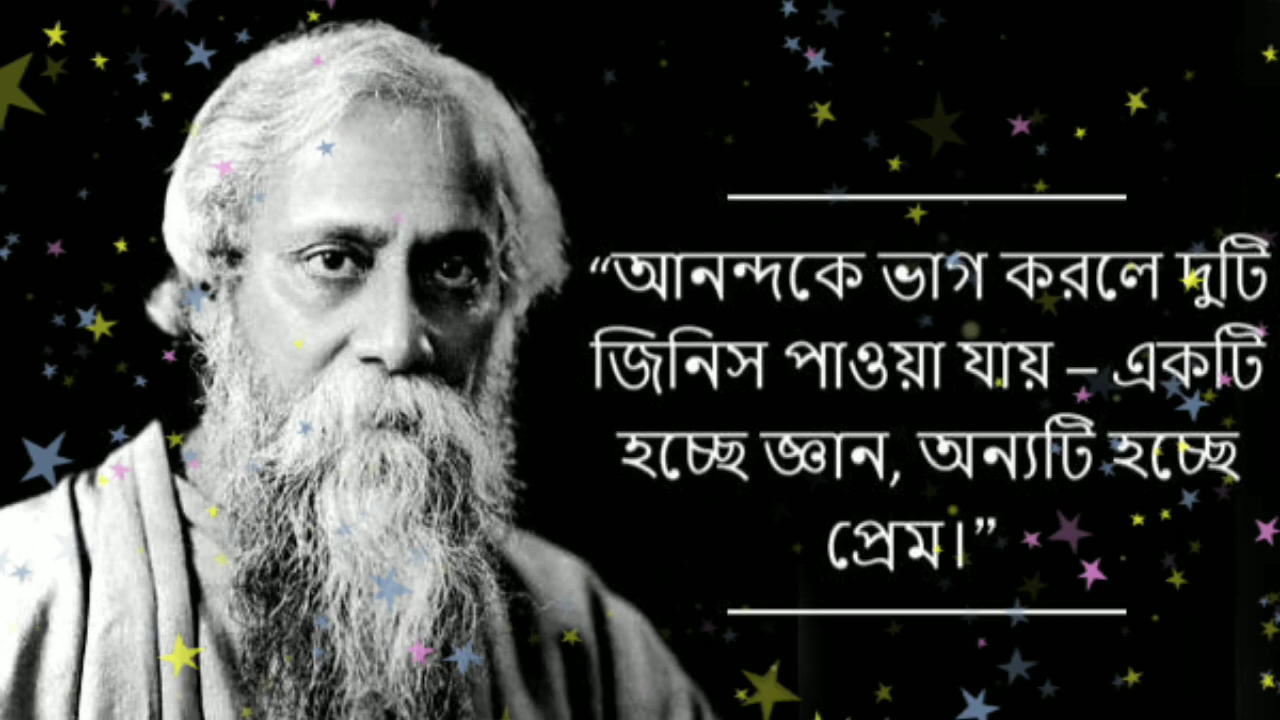 “আনন্দকে ভাগ করলে দুটি
জিনিস পাওয়া যায় – একটি
হচ্ছে জ্ঞান, অন্যটি হচ্ছে
প্রেম।”